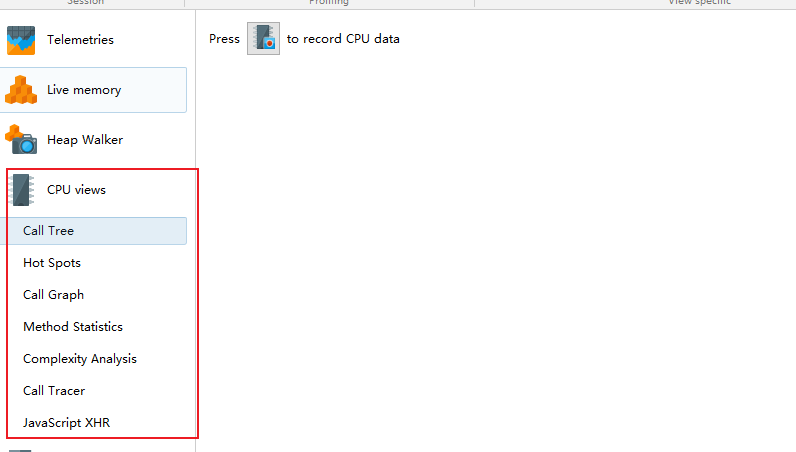 Session
Profiling
View specific
Telemetries
Press to record CPU data
Live memory
Heap Walker
CPU views
Call Tree
Hot Spots
Call Graph
Method Statistics
Complexity Analysis
Call Tracer
JavaScript XHR